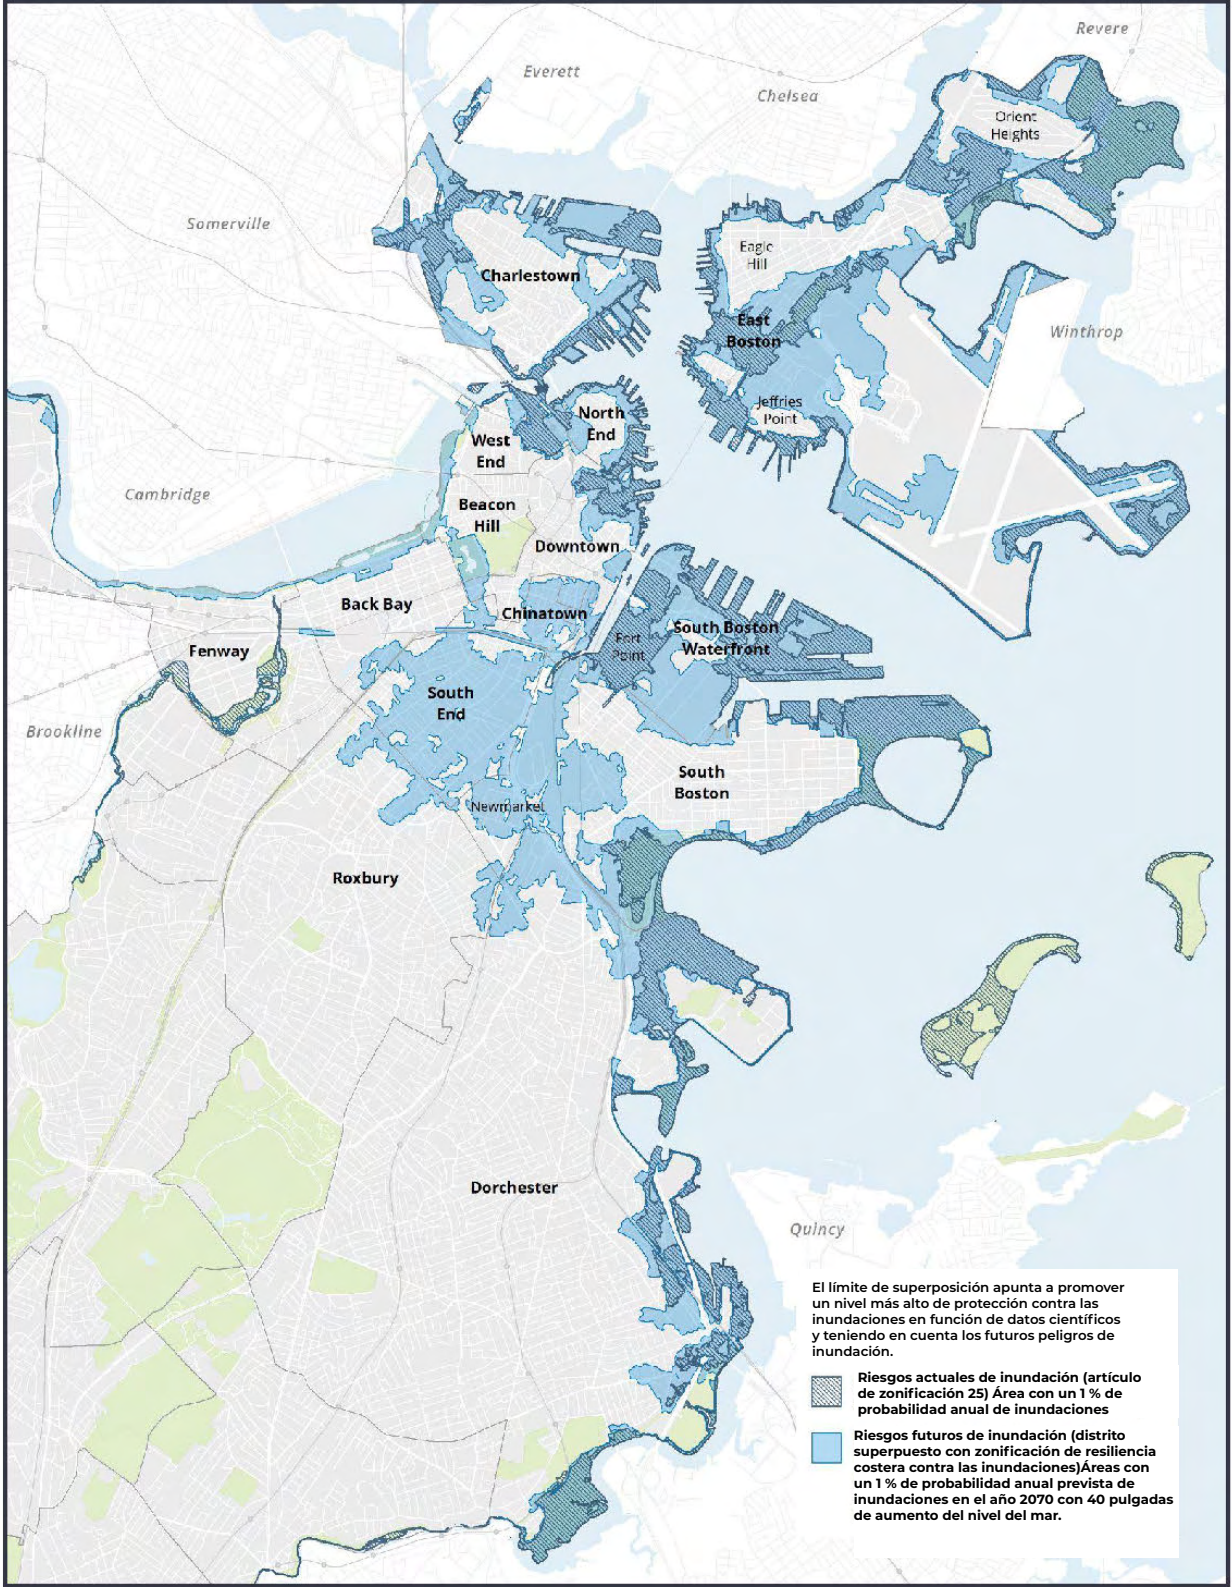 Revere
Everett
Chelsea
Orient
Heights
Somerville
Eagle
Hill
Charlestown
East
Boston
Winthrop
Jeffries
Point
North
End
West
End
Cambridge
Beacon
Hill
Downtown
Back Bay
Chinatown
South Boston
Waterfront
Fort
Point
Fenway
South
End
Brookline
South
Boston
Newmarket
Roxbury
Dorchester
Quincy
El límite de superposición apunta a promover
un nivel más alto de protección contra las
inundaciones en función de datos científicos
y teniendo en cuenta los futuros peligros de
inundación.
Riesgos actuales de inundación (artículo
de zonificación 25) Área con un 1 % de
probabilidad anual de inundaciones
Riesgos futuros de inundación (distrito
superpuesto con zonificación de resiliencia
costera contra las inundaciones)Áreas con
un 1 % de probabilidad anual prevista de
inundaciones en el año 2070 con 40 pulgadas
de aumento del nivel del mar.